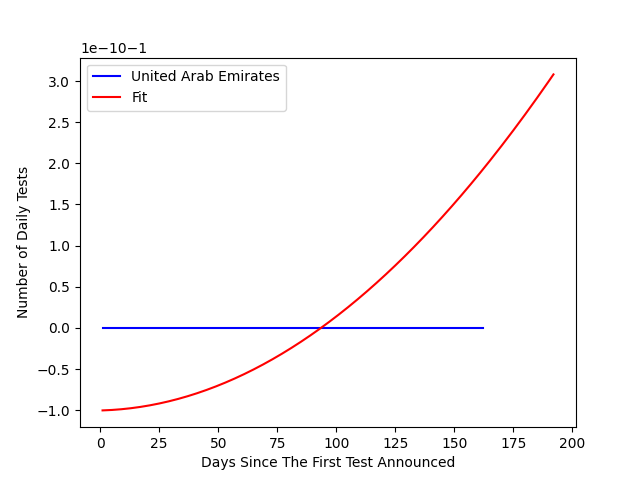 1e−10−1
United Arab Emirates
Fit
3.0
2.5
2.0
1.5
1.0
0.5
0.0
−0.5
−1.0
Number of Daily Tests
0 25 50 75 100 125 150 175 200
Days Since The First Test Announced